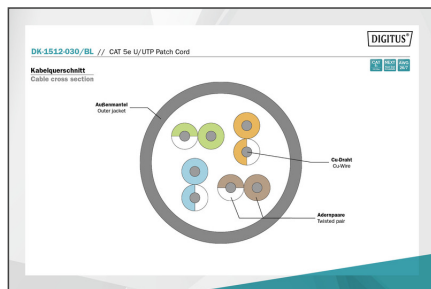 DIGITUS®
DK-1512-030/BL // CAT 5e U/UTP Patch Cord
Kabelquerschnitt
Cable cross section
Außenmantel
Outer jacket
Cu-Draht
Cu-Wire
Adernpaare
Twisted pair